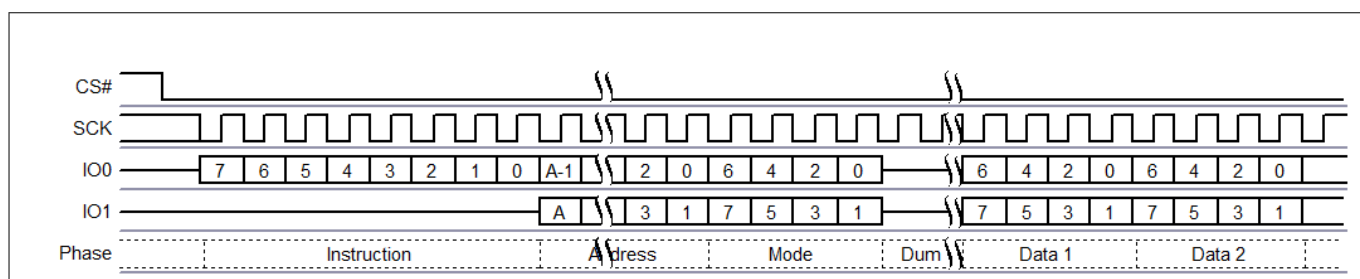 CS#
SCK
IO0 7 6 5 4 3 2 1 0 A-1 2 0 6 4 2 0 6 4 2 0 6 4 2 0
IO1 A 3 1 7 5 3 1 7 5 3 1 7 5 3 1
Phase Instruction Address Mode Dum Data 1 Data 2